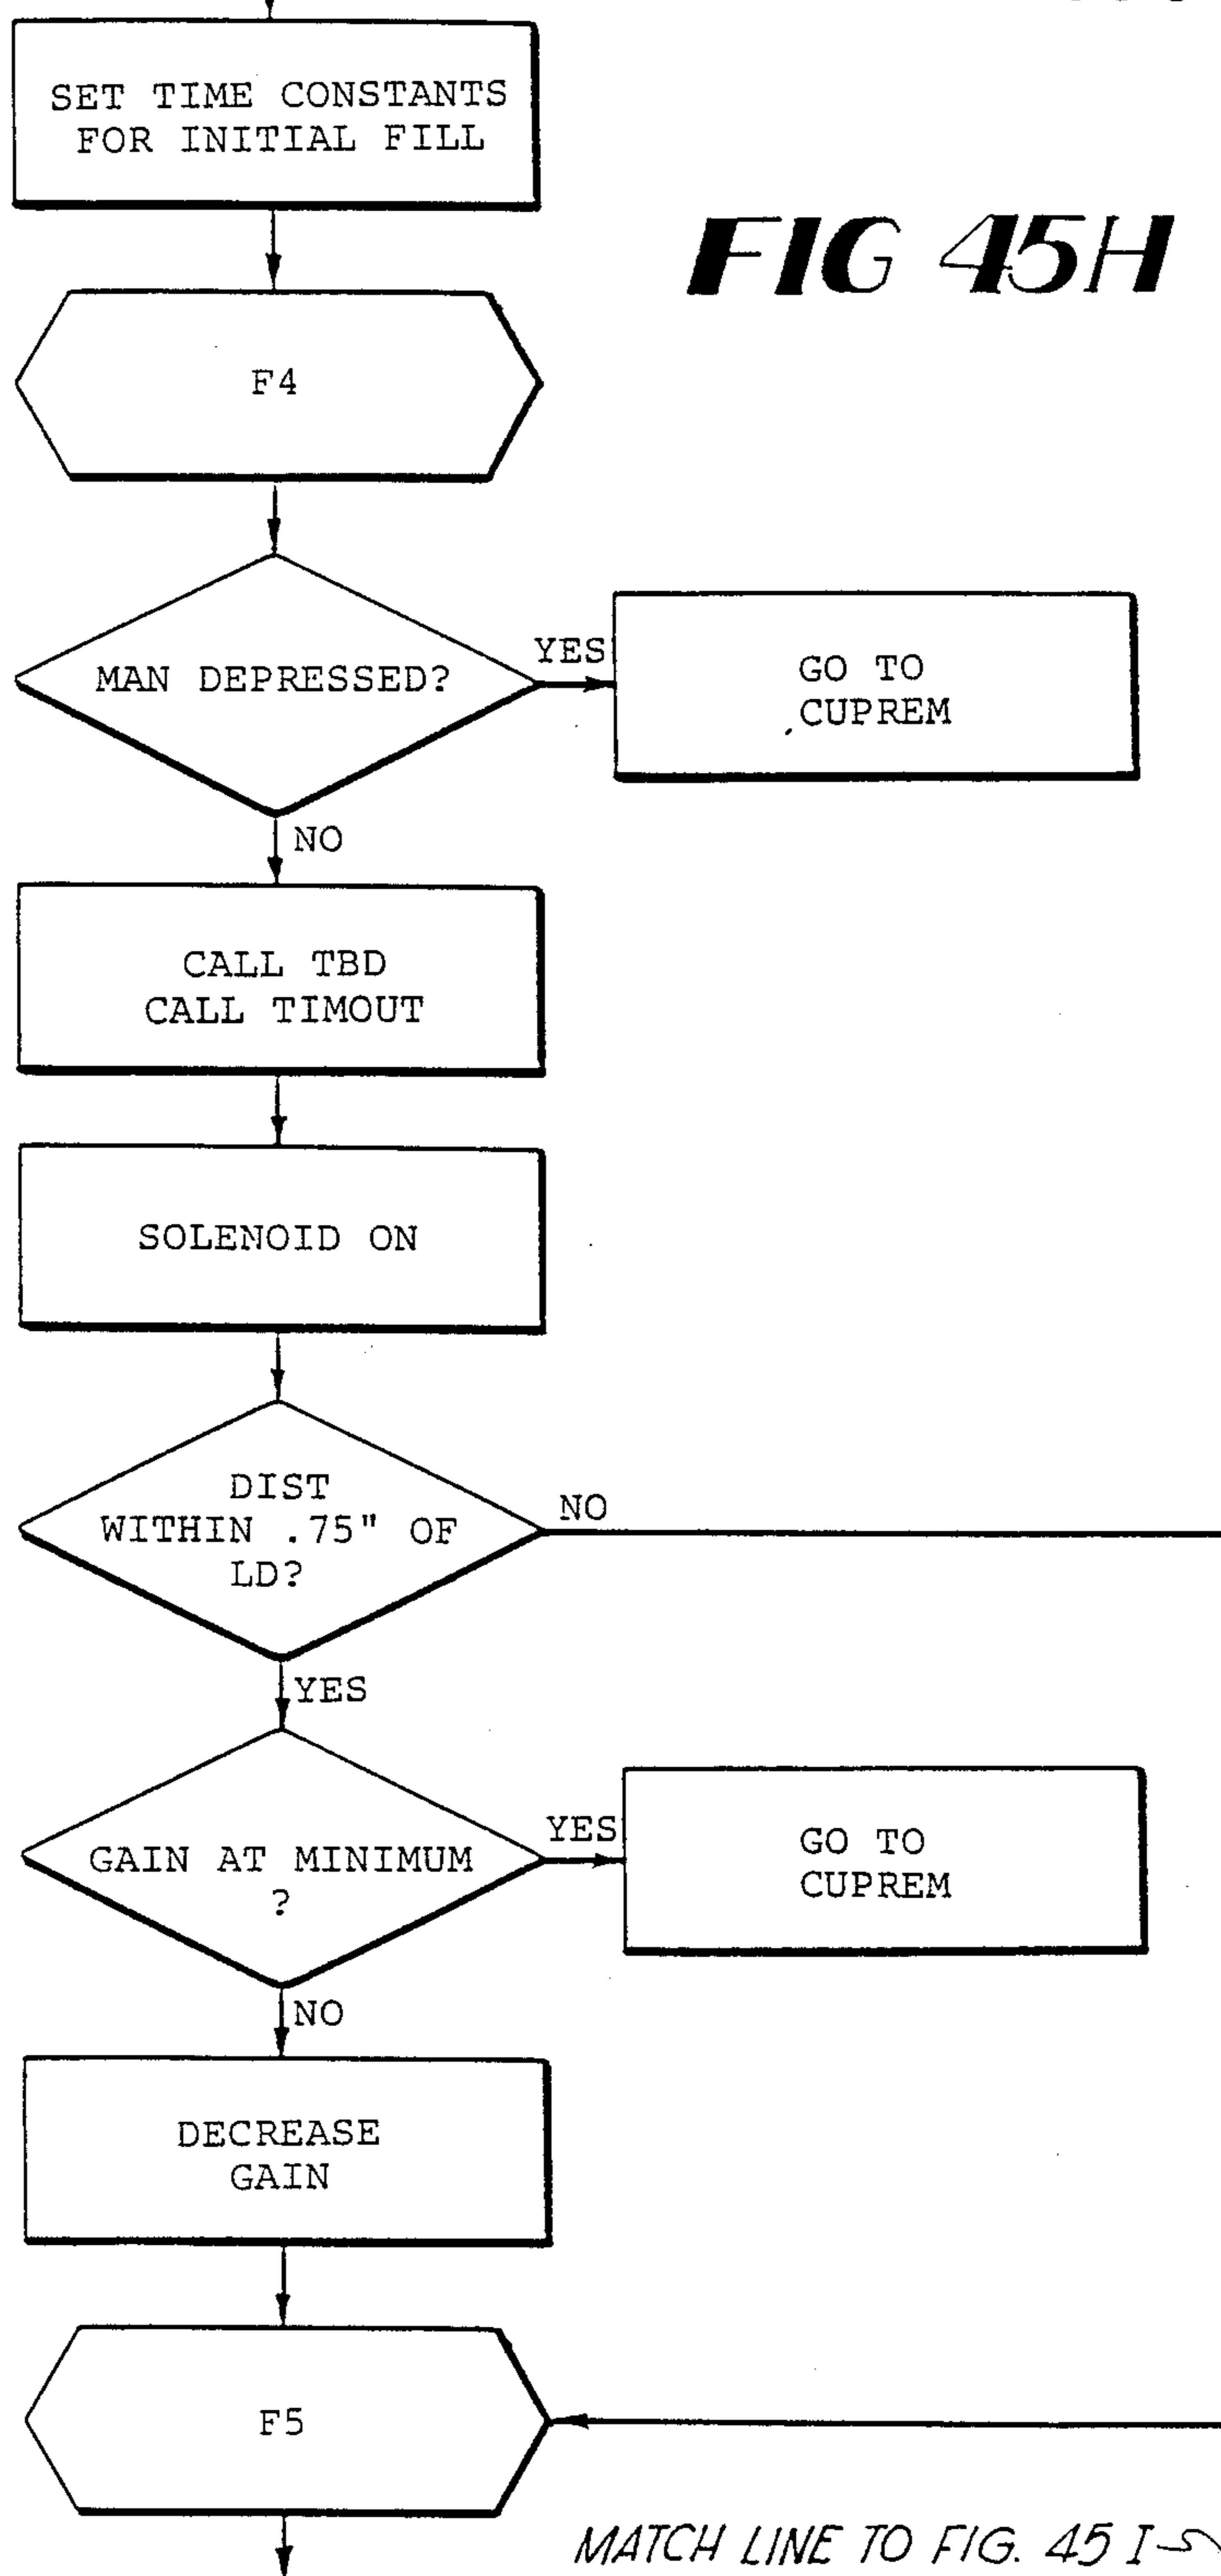 SET TIME CONSTANTS
FOR INITIAL FILL
FIG 45H
F4
MAN DEPRESSED?
YES
GO TO
CUPREM
NO
CALL TBD
CALL TIMOUT
SOLENOID ON
DIST
WITHIN .75" OF
LD?
NO
YES
GAIN AT MINIMUM
?
YES
GO TO
CUPREM
NO
DECREASE
GAIN
F5
MATCH LINE TO FIG. 45 I